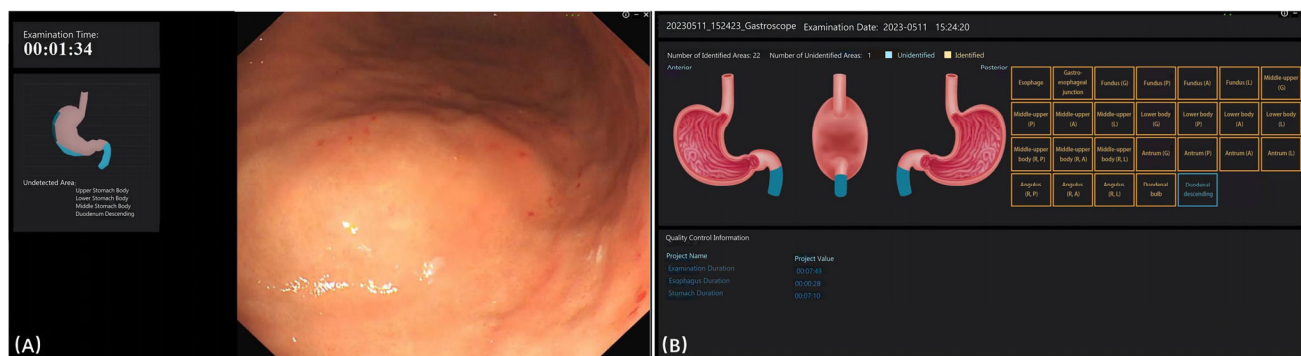 Examination Time:
00:01:34
Undetected Area:
Upper Stomach Body
Lower Stomach Body
Middle Stomach Body
Duodenum Descending
(A)
20230511_152423_Gastroscope Examination Date: 2023-0511 15:24:20
Number of Identified Areas: 22 Number of Unidentified Areas: 1 Unidentified Identified
Anterior
Posterior
Esophage
Gastro-
esophageal
junction
Fundus (G)
Fundus (P)
Fundus (A)
Fundus (L)
Middle-upper
(G)
Middle-upper
(P)
Middle-upper
(A)
Middle-upper
(L)
Lower body
(G)
Lower body
(P)
Lower body
(A)
Lower body
(L)
Middle-upper
body (R, P)
Middle-upper
body (R, A)
Middle-upper
body (R, L)
Antrum (G)
Antrum (P)
Antrum (A)
Antrum (L)
Angulus
(R, P)
Angulus
(R, A)
Angulus
(R, L)
Duodenal
bulb
Duodenal
descending
Quality Control Information
Project Name Project Value
Examination Duration 00:07:43
Esophagus Duration 00:00:28
Stomach Duration 00:07:10
(B)